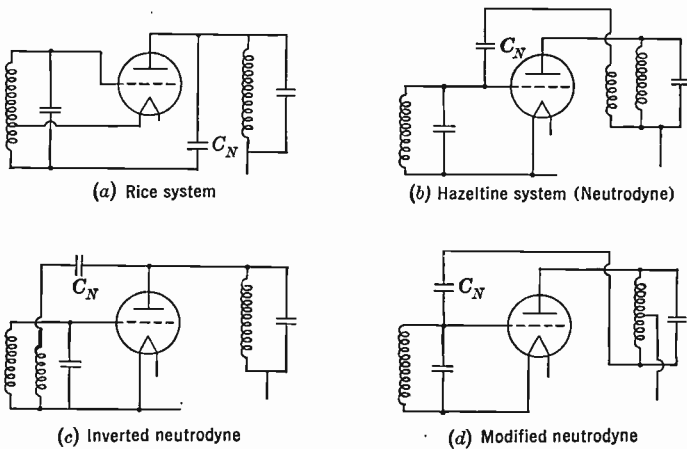 C_N
(a) Rice system
C_N
(b) Hazeltine system (Neutrodyne)
C_N
(c) Inverted neutrodyne
C_N
(d) Modified neutrodyne